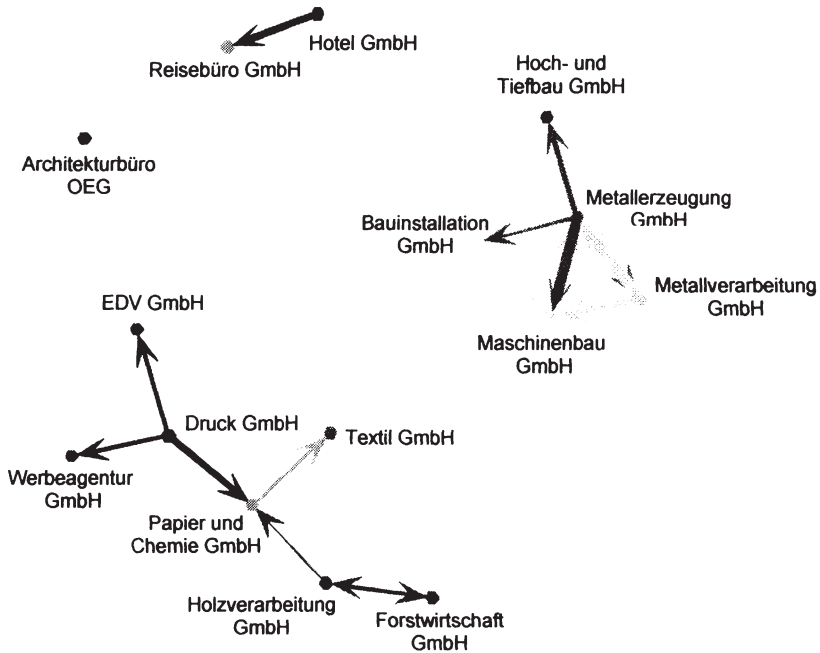 Hotel GmbH
Reisebüro GmbH
Hoch- und
Tiefbau GmbH
Architekturbüro
OEG
Metallerzeugung
GmbH
Bauinstallation
GmbH
Metallverarbeitung
GmbH
EDV GmbH
Maschinenbau
GmbH
Druck GmbH
Textil GmbH
Werbeagentur
GmbH
Papier und
Chemie GmbH
Holzverarbeitung
GmbH
Forstwirtschaft
GmbH